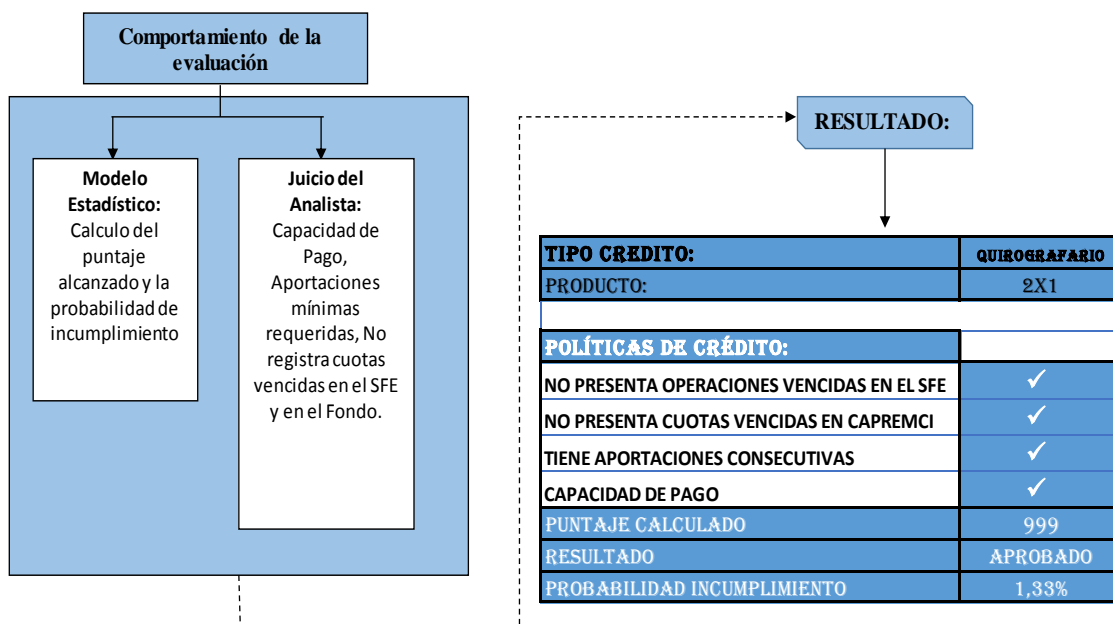 Comportamiento de la
evaluación
Modelo
Estadístico:
Calculo del
puntaje
alcanzado y la
probabilidad de
incumplimiento
Juicio del
Analista:
Capacidad de
Pago,
Aportaciones
mínimas
requeridas, No
registra cuotas
vencidas en el SFE
y en el Fondo.
RESULTADO:
TIPO CREDITO: QUIROGRAFARIO
PRODUCTO: 2X1
POLÍTICAS DE CRÉDITO:
NO PRESENTA OPERACIONES VENCIDAS EN EL SFE ✓
NO PRESENTA CUOTAS VENCIDAS EN CAPREMCI ✓
TIENE APORTACIONES CONSECUTIVAS ✓
CAPACIDAD DE PAGO ✓
PUNTAJE CALCULADO 999
RESULTADO APROBADO
PROBABILIDAD INCUMPLIMIENTO 1,33%